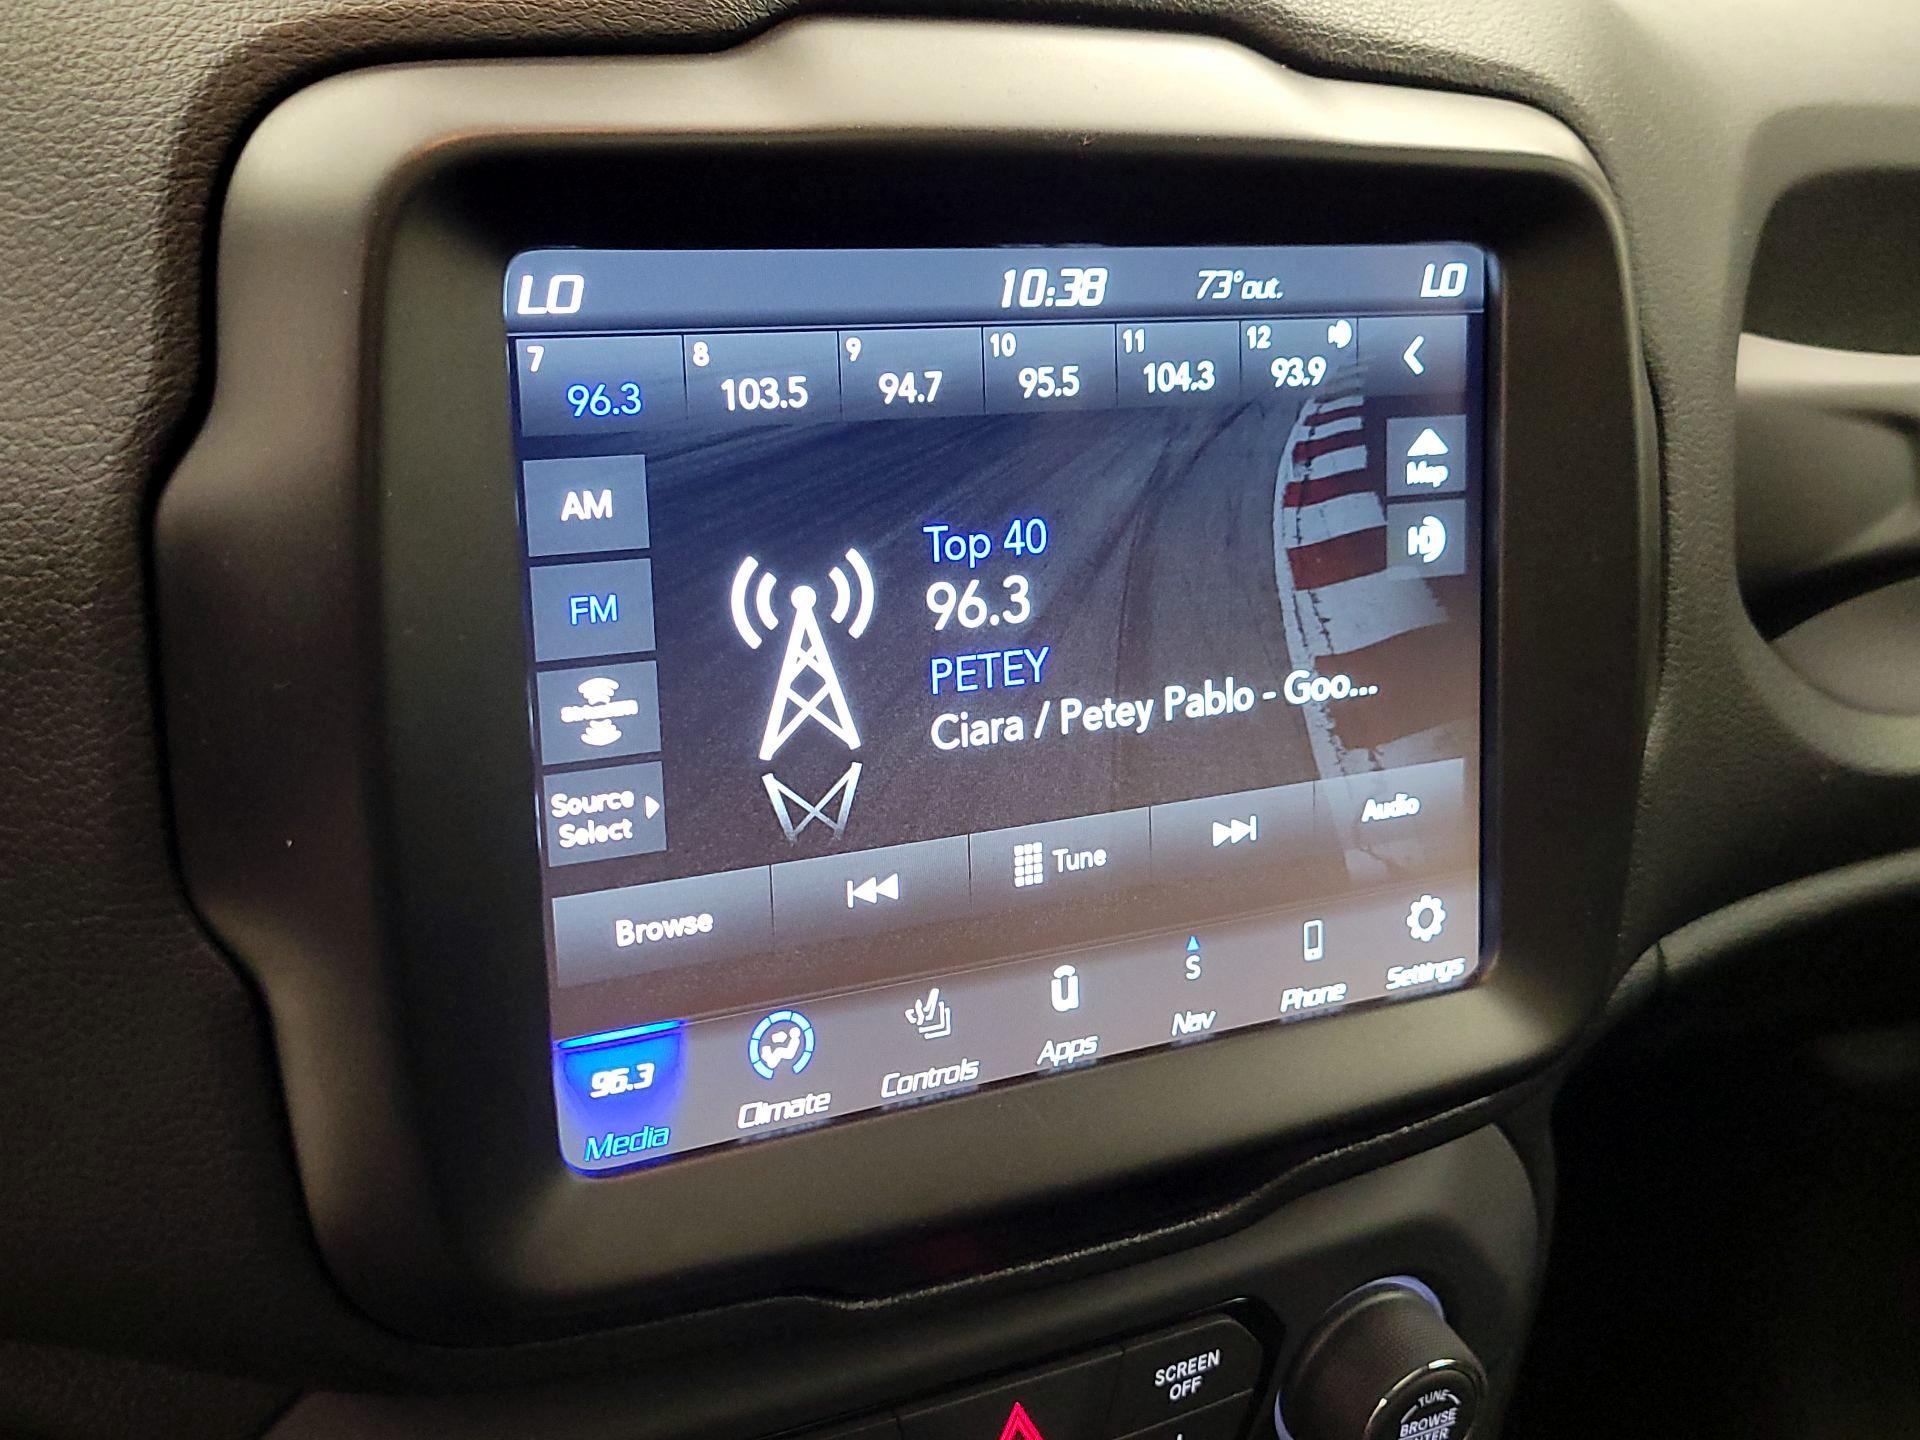 LO 10:38 73°out. LO
7 8 9 10 11 12 HD
96.3 103.5 94.7 95.5 104.3 93.9
Map
AM
HD
Top 40
FM
96.3
PETEY
Ciara / Petey Pablo - Goo...
Source
Select
Browse Tune Audio
S
96.3
Media Climate Controls Apps Nav Phone Settings
SCREEN
OFF
TUNE
BROWSE